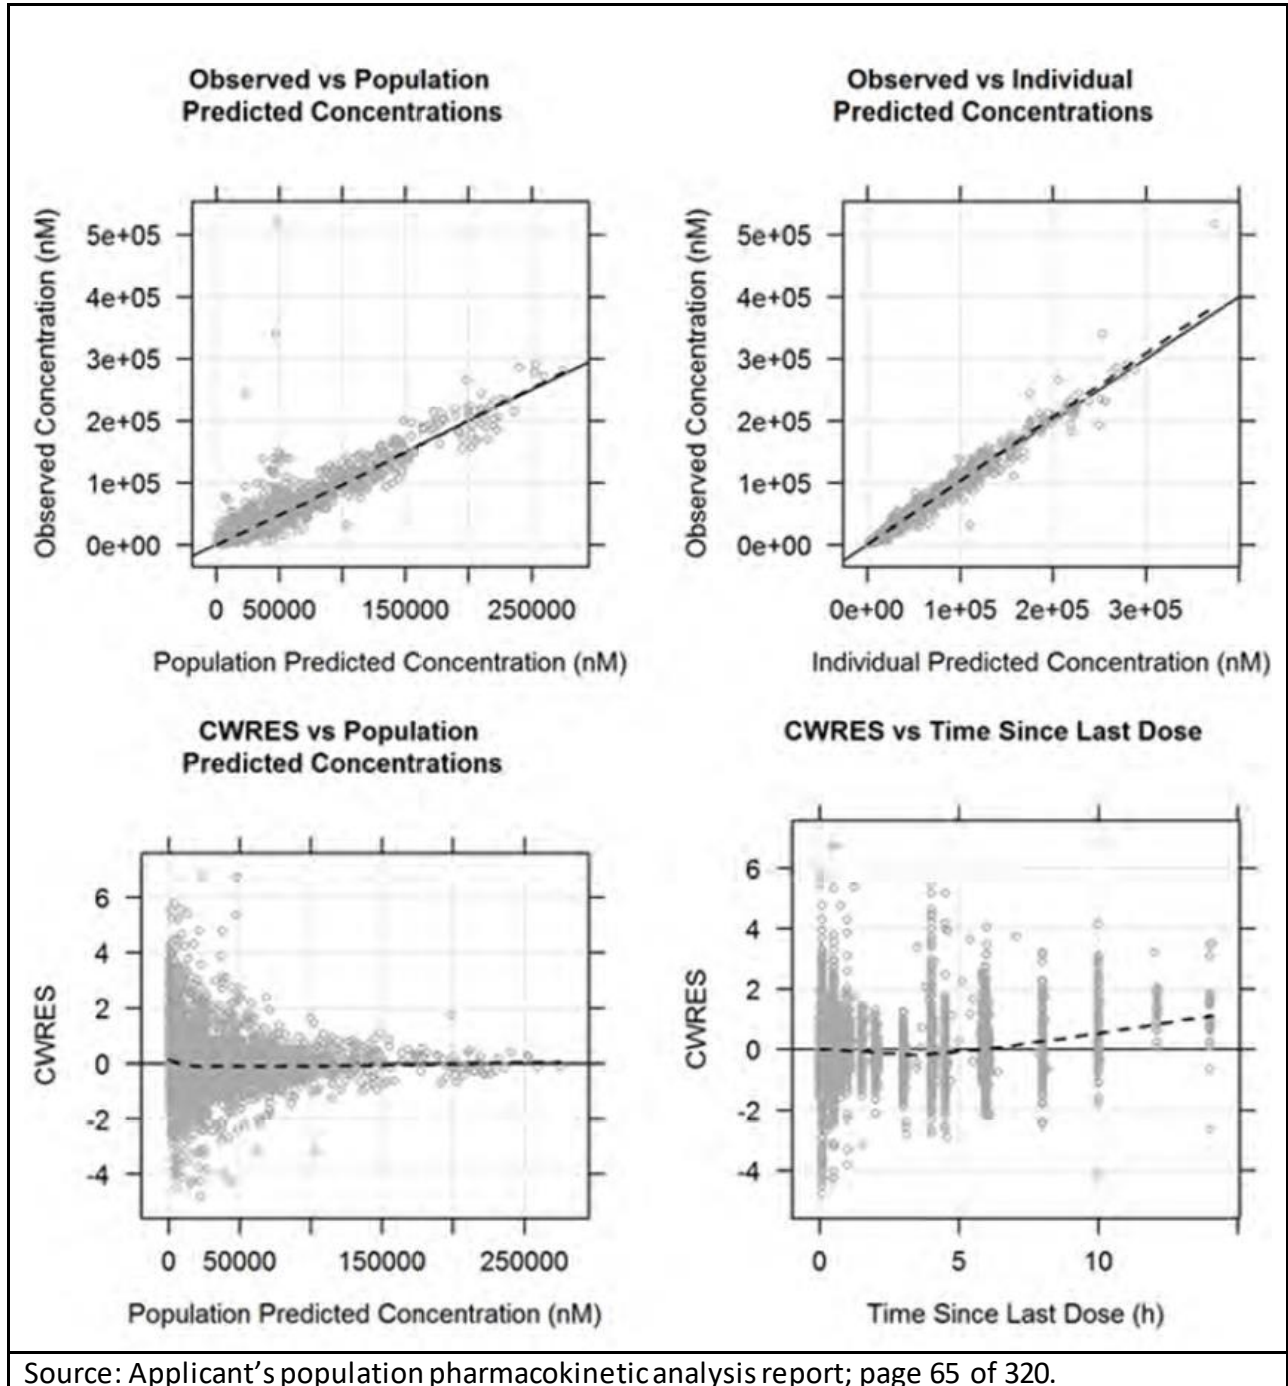 Observed vs Population
Predicted Concentrations
Observed Concentration (nM)
5e+05
4e+05
3e+05
2e+05
1e+05
0e+00
0 500000 1500000 2500000
Population Predicted Concentration (nM)
Observed vs Individual
Predicted Concentrations
Observed Concentration (nM)
5e+05
4e+05
3e+05
2e+05
1e+05
0e+00
0e+00 1e+05 2e+05 3e+05
Individual Predicted Concentration (nM)
CWRES vs Population
Predicted Concentrations
CWRES
6
4
2
0
-2
-4
0 50000 150000 250000
Population Predicted Concentration (nM)
CWRES vs Time Since Last Dose
CWRES
6
4
2
0
-2
-4
0 5 10
Time Since Last Dose (h)
Source: Applicant's population pharmacokinetic analysis report; page 65 of 320.